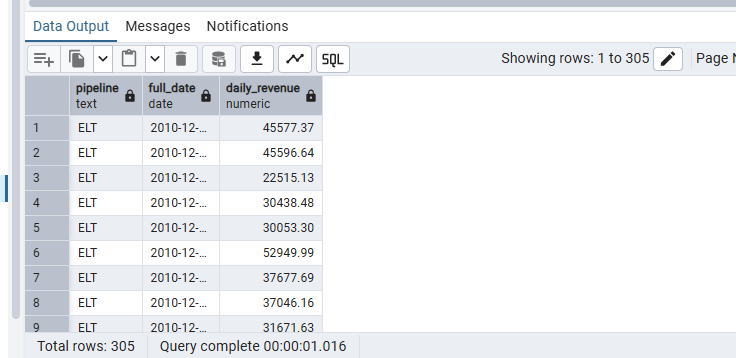 Data Output Messages Notifications
SQL Showing rows: 1 to 305 Page N
pipeline full_date daily_revenue
text date numeric
1 ELT 2010-12-... 45577.37
2 ELT 2010-12-... 45596.64
3 ELT 2010-12-... 22515.13
4 ELT 2010-12-... 30438.48
5 ELT 2010-12-... 30053.30
6 ELT 2010-12-... 52949.99
7 ELT 2010-12-... 37677.69
8 ELT 2010-12-... 37046.16
9 ELT 2010-12-... 31671.63
Total rows: 305 Query complete 00:00:01.016